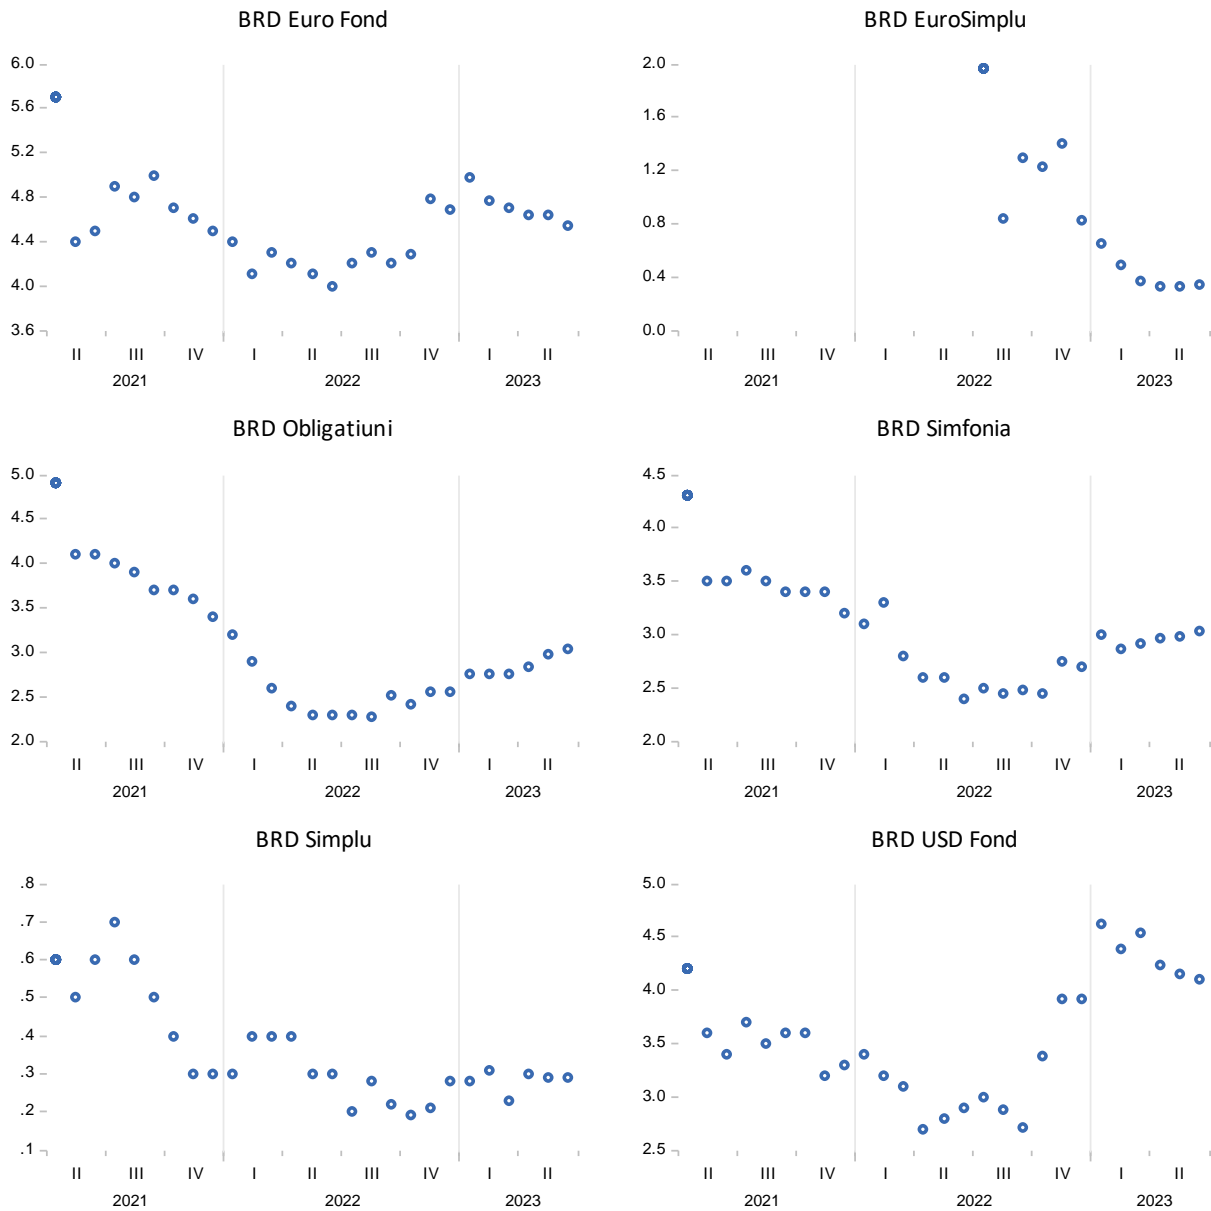 BRD Euro Fond
6.0
5.6
5.2
4.8
4.4
4.0
3.6
II III IV I II III IV I II
2021 2022 2023
BRD EuroSimplu
2.0
1.6
1.2
0.8
0.4
0.0
II III IV I II III IV I II
2021 2022 2023
BRD Obligatiuni
5.0
4.5
4.0
3.5
3.0
2.5
2.0
II III IV I II III IV I II
2021 2022 2023
BRD Simfonia
4.5
4.0
3.5
3.0
2.5
2.0
II III IV I II III IV I II
2021 2022 2023
BRD Simplu
.8
.7
.6
.5
.4
.3
.2
.1
II III IV I II III IV I II
2021 2022 2023
BRD USD Fond
5.0
4.5
4.0
3.5
3.0
2.5
II III IV I II III IV I II
2021 2022 2023